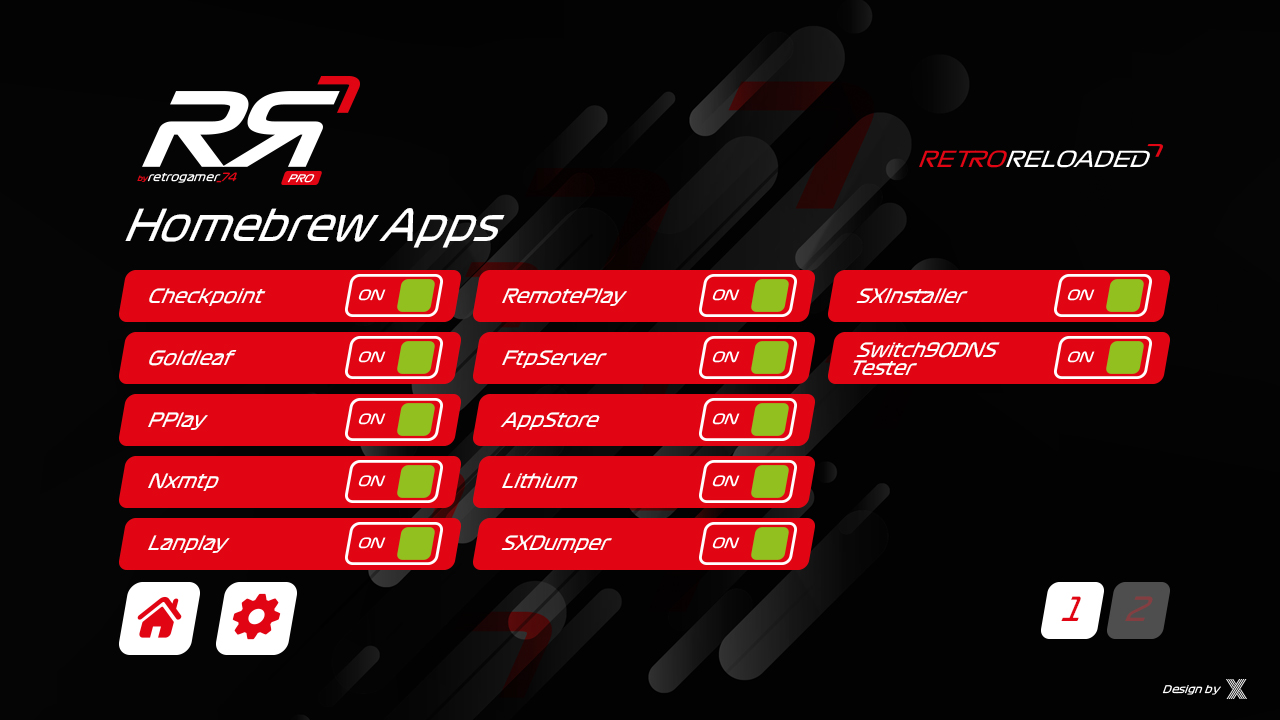 RR
by retrogamer_74
PRO
RETRORELOADED
Homebrew Apps
Checkpoint ON
RemotePlay ON
SXInstaller ON
Goldleaf ON
FtpServer ON
Switch90DNS
Tester ON
PPlay ON
AppStore ON
Nxmtp ON
Lithium ON
Lanplay ON
SXDumper ON
1 2
Design by X